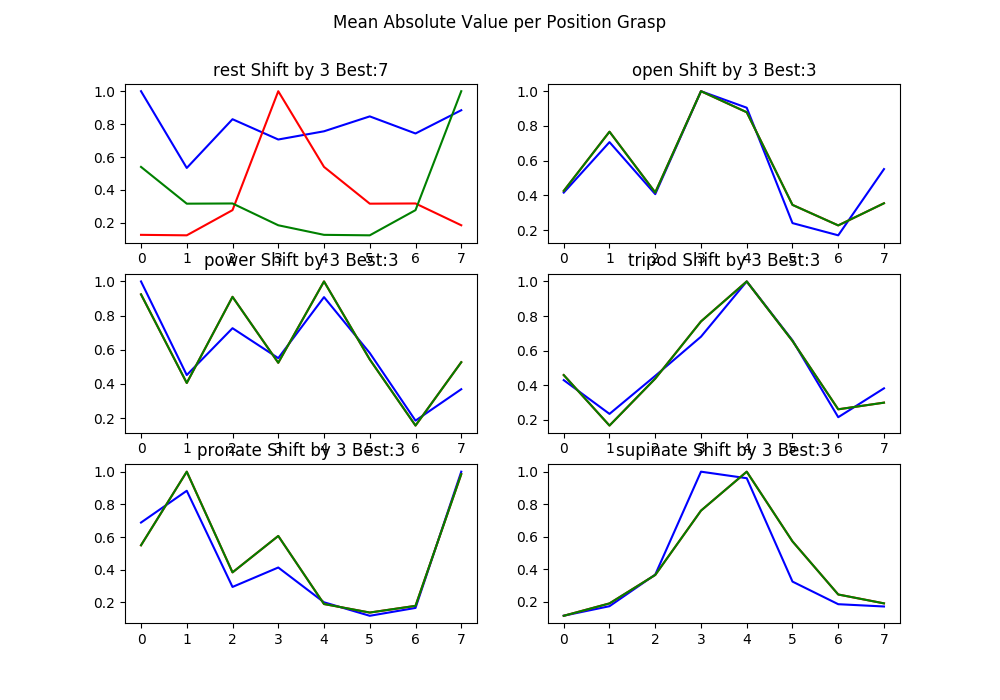 Mean Absolute Value per Position Grasp
rest Shift by 3 Best:7
1.0
0.8
0.6
0.4
0.2
0 1 2 3 4 5 6 7
open Shift by 3 Best:3
1.0
0.8
0.6
0.4
0.2
0 1 2 3 4 5 6 7
power Shift by 3 Best:3
1.0
0.8
0.6
0.4
0.2
0 1 2 3 4 5 6 7
tripod Shift by 3 Best:3
1.0
0.8
0.6
0.4
0.2
0 1 2 3 4 5 6 7
pronate Shift by 3 Best:3
1.0
0.8
0.6
0.4
0.2
0 1 2 3 4 5 6 7
supinate Shift by 3 Best:3
1.0
0.8
0.6
0.4
0.2
0 1 2 3 4 5 6 7